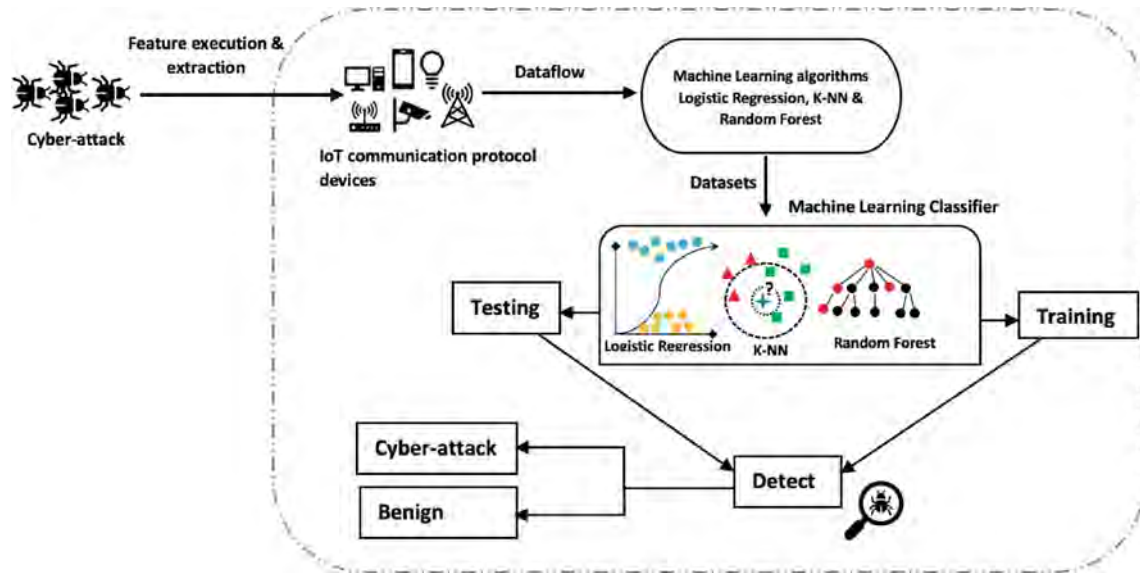 Feature execution &
extraction
Cyber-attack
IoT communication protocol
devices
Dataflow
Machine Learning algorithms
Logistic Regression, K-NN &
Random Forest
Datasets
Machine Learning Classifier
?
Logistic Regression
K-NN
Random Forest
Testing
Training
Cyber-attack
Benign
Detect